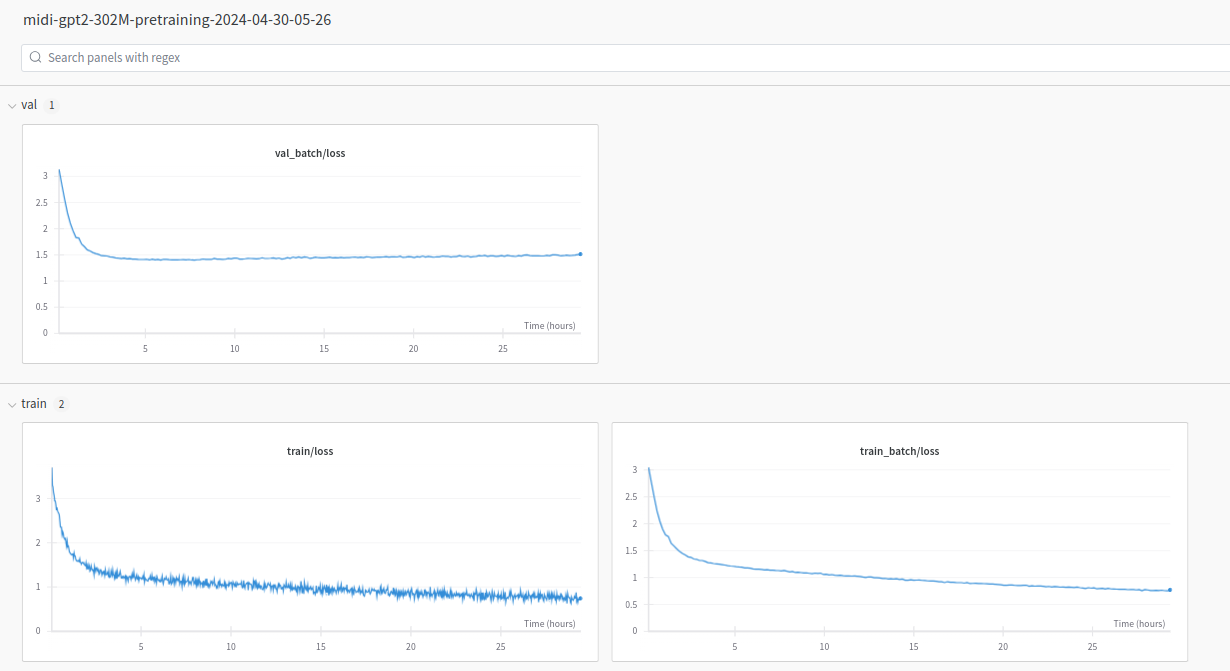 midi-gpt2-302M-pretraining-2024-04-30-05-26
Search panels with regex
val 1
val_batch/loss
3
2.5
2
1.5
1
0.5
0
Time (hours)
5 10 15 20 25
train 2
train/loss
3
2
1
0
Time (hours)
5 10 15 20 25
train_batch/loss
3
2.5
2
1.5
1
0.5
0
Time (hours)
5 10 15 20 25